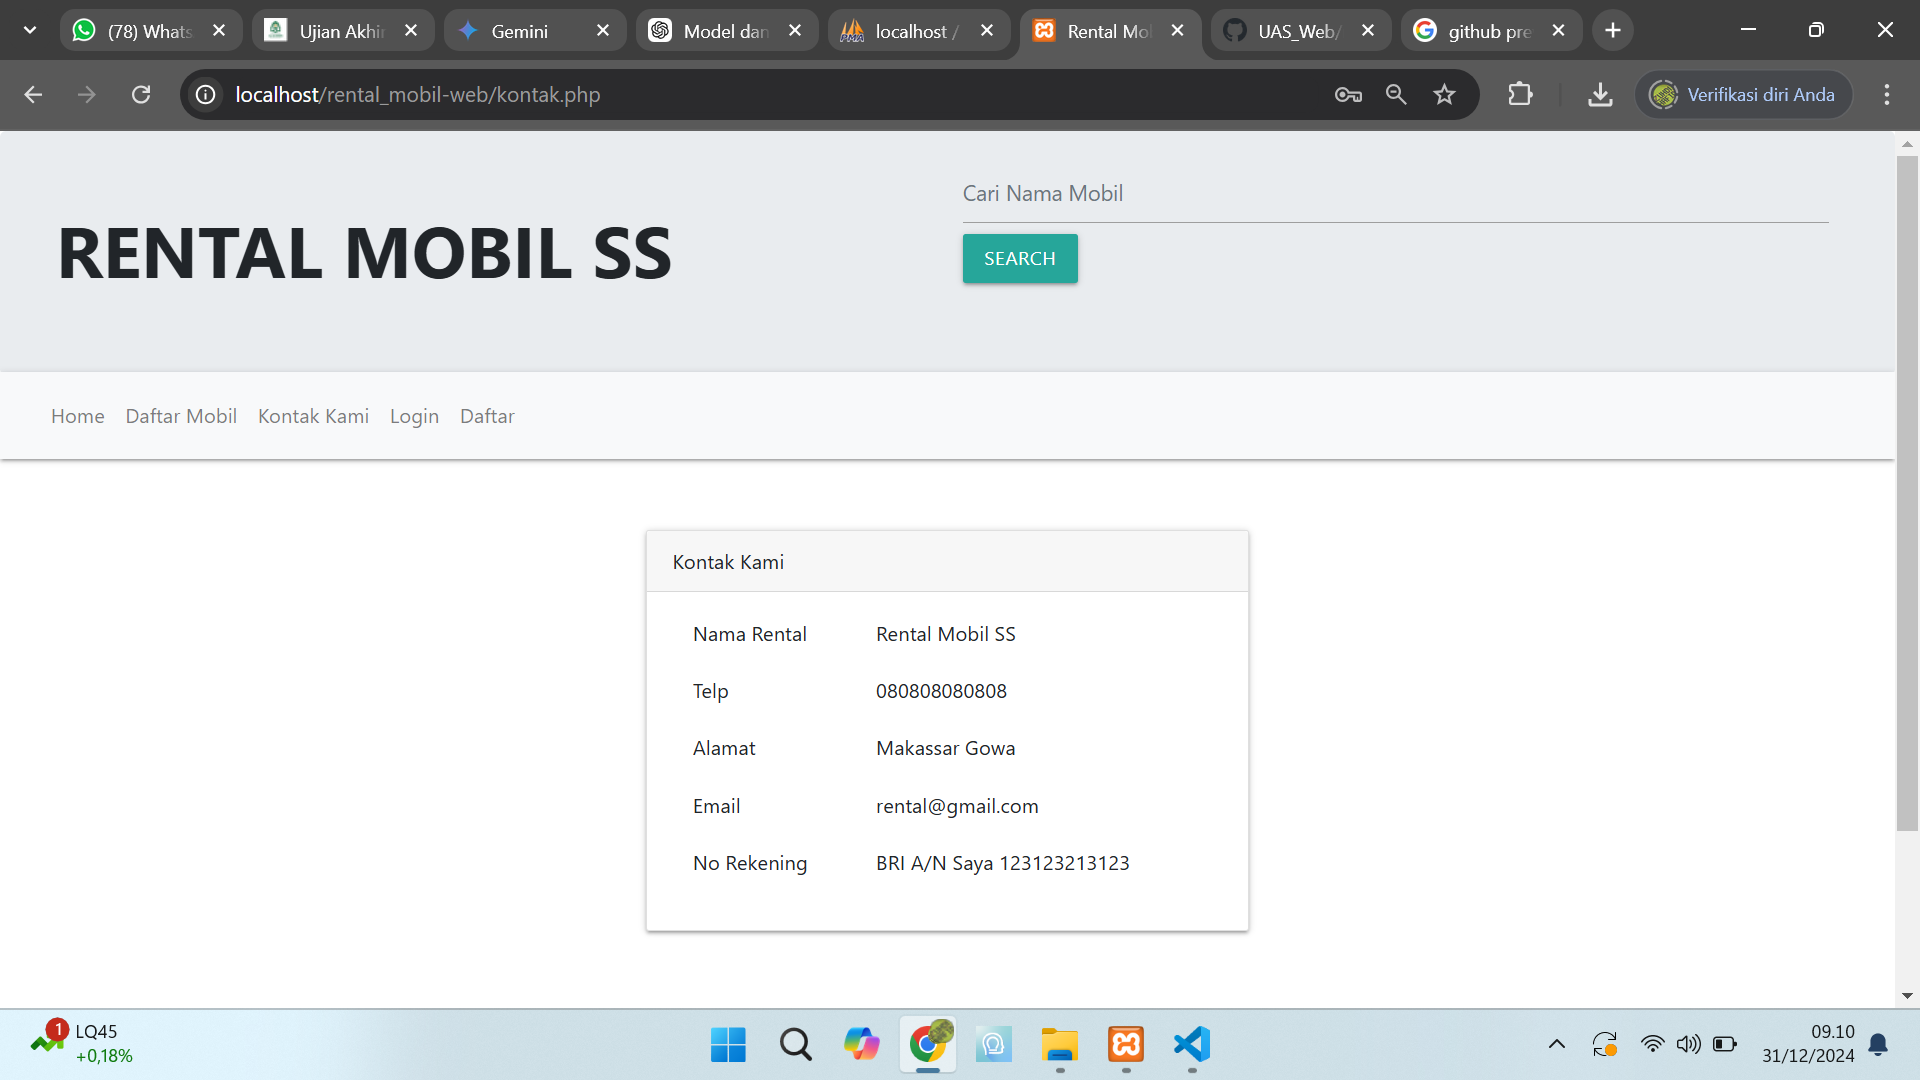 (78) Whats
Ujian Akhir
Gemini
Model dan
localhost /
Rental Mo
UAS_Web/
github pre
localhost/rental_mobil-web/kontak.php
Verifikasi diri Anda
RENTAL MOBIL SS
Cari Nama Mobil
SEARCH
Home Daftar Mobil Kontak Kami Login Daftar
Kontak Kami
Nama Rental Rental Mobil SS
Telp 080808080808
Alamat Makassar Gowa
Email rental@gmail.com
No Rekening BRI A/N Saya 123123213123
1
LQ45
+0,18%
09.10
31/12/2024